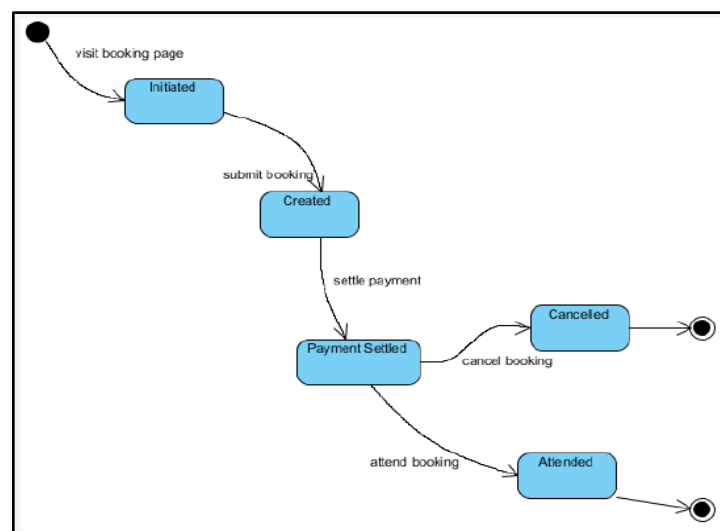 visit booking page
Initiated
submit booking
Created
settle payment
Cancelled
Payment Settled
cancel booking
attend booking
Attended